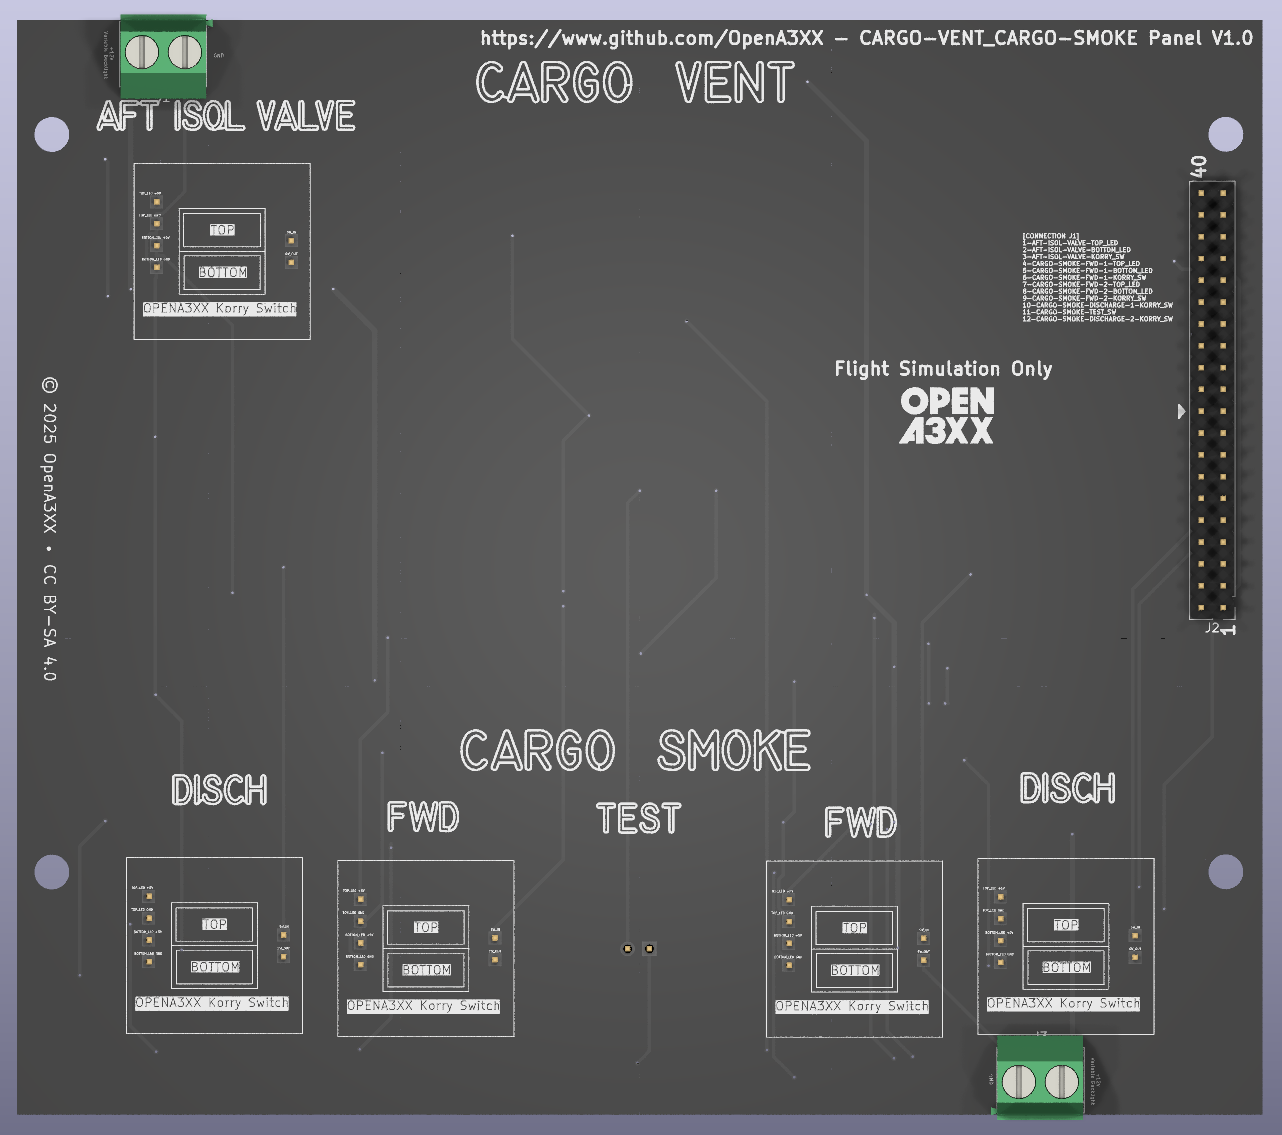 https://www.github.com/OpenA3XX - CARGO-VENT_CARGO-SMOKE Panel V1.0
CARGO VENT
GND
AFT ISOL VALVE
40
TOP
BOTTOM
OPENA3XX Korry Switch
[CONNECTION J1]
1-AFT-ISOL-VALVE-TOP_LED
2-AFT-ISOL-VALVE-BOTTOM_LED
3-AFT-ISOL-VALVE-KORRY_SW
4-CARGO-SMOKE-FWD-1-TOP_LED
5-CARGO-SMOKE-FWD-1-BOTTOM_LED
6-CARGO-SMOKE-FWD-1-KORRY_SW
7-CARGO-SMOKE-FWD-2-TOP_LED
8-CARGO-SMOKE-FWD-2-BOTTOM_LED
9-CARGO-SMOKE-FWD-2-KORRY_SW
10-CARGO-SMOKE-DISCHARGE-1-KORRY_SW
11-CARGO-SMOKE-TEST_SW
12-CARGO-SMOKE-DISCHARGE-2-KORRY_SW
Flight Simulation Only
OPEN
A3XX
© 2025 OpenA3XX • CC BY-SA 4.0
J2
1
CARGO SMOKE
DISCH
FWD
TEST
FWD
DISCH
TOP
BOTTOM
OPENA3XX Korry Switch
TOP
BOTTOM
OPENA3XX Korry Switch
TOP
BOTTOM
OPENA3XX Korry Switch
TOP
BOTTOM
OPENA3XX Korry Switch